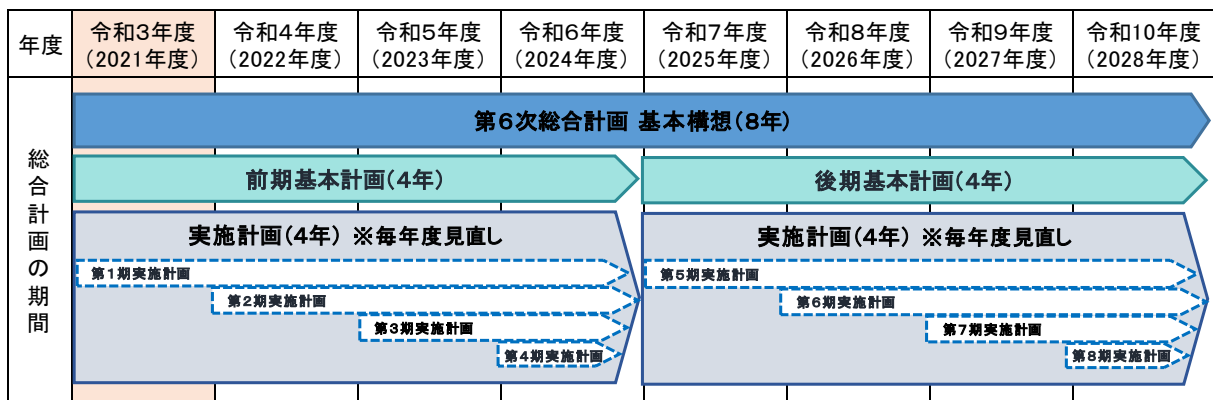 年度
令和3年度
(2021年度)
令和4年度
(2022年度)
令和5年度
(2023年度)
令和6年度
(2024年度)
令和7年度
(2025年度)
令和8年度
(2026年度)
令和9年度
(2027年度)
令和10年度
(2028年度)
総合計画の期間
第6次総合計画 基本構想(8年)
前期基本計画(4年)
後期基本計画(4年)
実施計画(4年) ※毎年度見直し
第1期実施計画
第2期実施計画
第3期実施計画
第4期実施計画
実施計画(4年) ※毎年度見直し
第5期実施計画
第6期実施計画
第7期実施計画
第8期実施計画